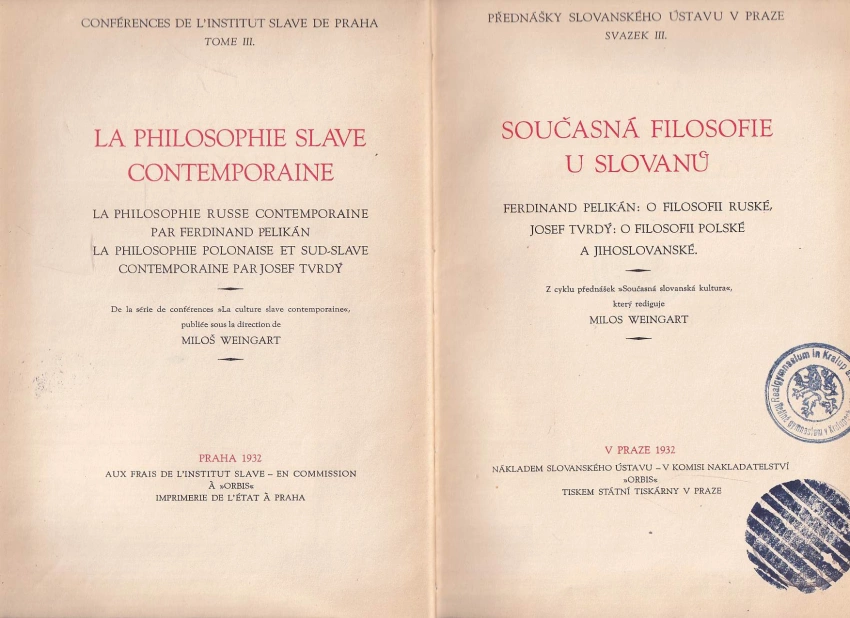 CONFÉRENCES DE L'INSTITUT SLAVE DE PRAHA
TOME III.
LA PHILOSOPHIE SLAVE
CONTEMPORAINE
LA PHILOSOPHIE RUSSE CONTEMPORAINE
PAR FERDINAND PELIKÁN
LA PHILOSOPHIE POLONAISE ET SUD-SLAVE
CONTEMPORAINE PAR JOSEF TVRDÝ
De la série de conférences »La culture slave contemporaine«,
publiée sous la direction de
MILOŠ WEINGART
PRAHA 1932
AUX FRAIS DE L'INSTITUT SLAVE – EN COMMISSION
À »ORBIS«
IMPRIMERIE DE L'ÉTAT À PRAHA
PŘEDNÁŠKY SLOVANSKÉHO ÚSTAVU V PRAZE
SVAZEK III.
SOUČASNÁ FILOSOFIE
U SLOVANŮ
FERDINAND PELIKÁN: O FILOSOFII RUSKÉ,
JOSEF TVRDÝ: O FILOSOFII POLSKÉ
A JIHOSLOVANSKÉ.
Z cyklu přednášek »Současná slovanská kultura«,
který rediguje
MILOS WEINGART
Realgymnasium in Kralup a.
gymnasium v
V PRAZE 1932
NÁKLADEM SLOVANSKÉHO ÚSTAVU – V KOMISI NAKLADATELSTVÍ
»ORBIS«
TISKEM STÁTNÍ TISKÁRNY V PRAZE